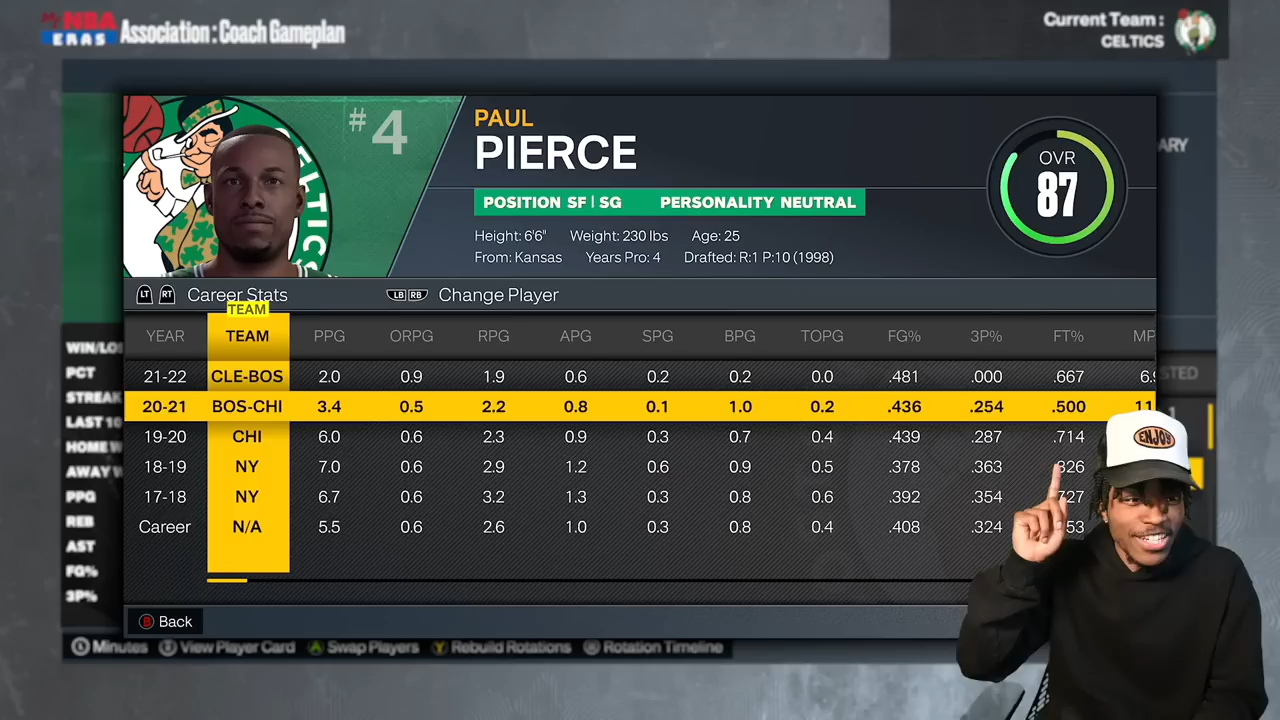 My NBA
ERAS
Association : Coach Gameplan
Current Team :
CELTICS
#4
CELTICS
PAUL
PIERCE
POSITION SF | SG PERSONALITY NEUTRAL
Height: 6'6" Weight: 230 lbs Age: 25
From: Kansas Years Pro: 4 Drafted: R:1 P:10 (1998)
OVR
87
LT RT Career Stats LB RB Change Player
TEAM
YEAR TEAM PPG ORPG RPG APG SPG BPG TOPG FG% 3P% FT%
21-22 CLE-BOS 2.0 0.9 1.9 0.6 0.2 0.2 0.0 .481 .000 .667
20-21 BOS-CHI 3.4 0.5 2.2 0.8 0.1 1.0 0.2 .436 .254 .500
19-20 CHI 6.0 0.6 2.3 0.9 0.3 0.7 0.4 .439 .287 .714
18-19 NY 7.0 0.6 2.9 1.2 0.6 0.9 0.5 .378 .363
17-18 NY 6.7 0.6 3.2 1.3 0.3 0.8 0.6 .392 .354
Career N/A 5.5 0.6 2.6 1.0 0.3 0.8 0.4 .408 .324
PCT
PPG
REB
AST
FG%
3P%
B Back
Minutes View Player Card A Swap Players Y Rebuild Rotations Rotation Timeline
ENJOY